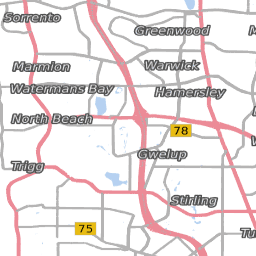 Sorrento
Greenwood
Marmion
Warwick
Watermans Bay
Hamersley
North Beach
78
Gwelup
Trigg
Stirling
75